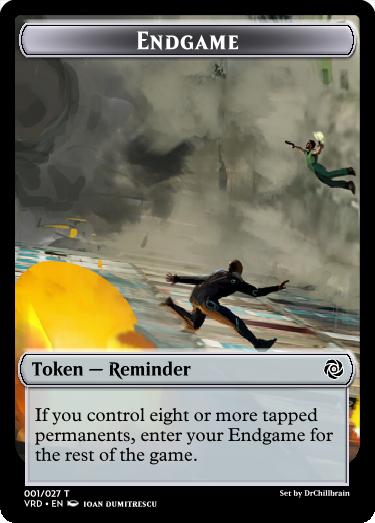 ENDGAME
Token — Reminder
If you control eight or more tapped
permanents, enter your Endgame for
the rest of the game.
001/027 T
Set by DrChillbrain
VRD • EN IOAN DUMITRESCU